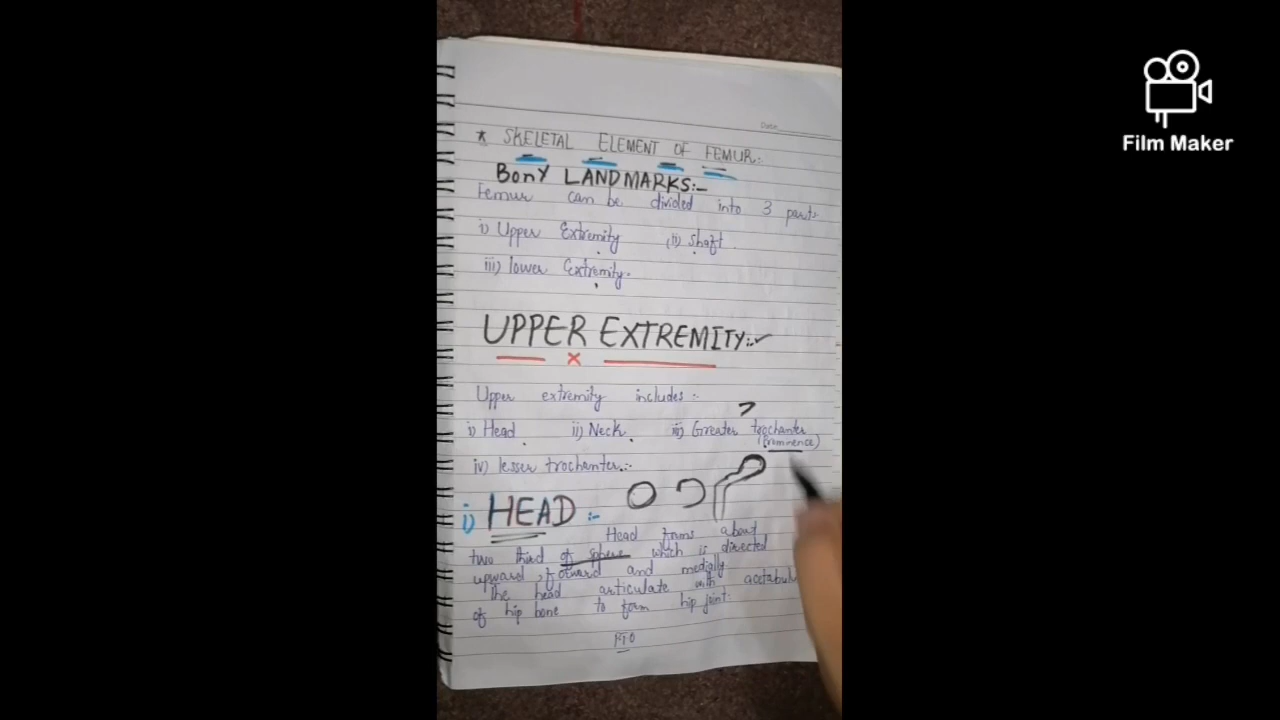 Date
* SKELETAL ELEMENT OF FEMUR:
BONY LANDMARKS:-
Femur can be divided into 3 parts
i) Upper Extremity (ii) shaft.
iii) lower Extremity.
UPPER EXTREMITY:-
Upper extremity includes :-
i) Head ii) Neck iii) Greater trochanter
(Prominence)
iv) lesser trochanter :-
i) HEAD :-
Head forms about
two third of sphere which is directed
upward, forward and medially.
The head articulate with acetabul
of hip bone to form hip joint.
PTO
Film Maker